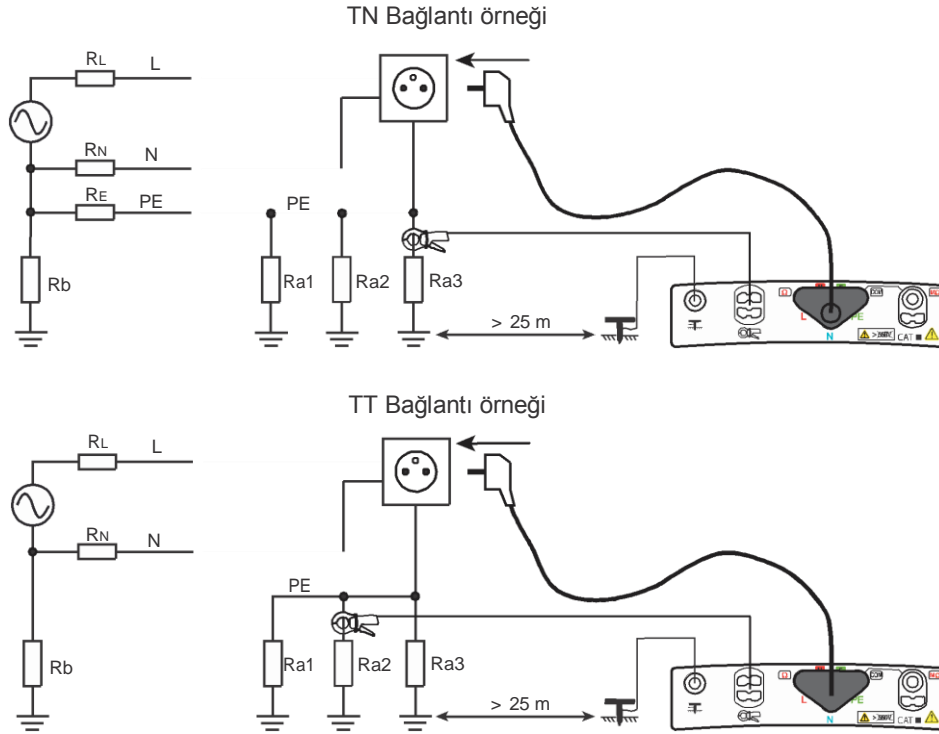 TN Bağlantı örneği
RL L
RN N
RE PE
PE
Rb
Ra1 Ra2 Ra3
> 25 m
L PE
N
CAT
TT Bağlantı örneği
RL L
RN N
PE
Rb
Ra1 Ra2 Ra3
> 25 m
L PE
N
CAT